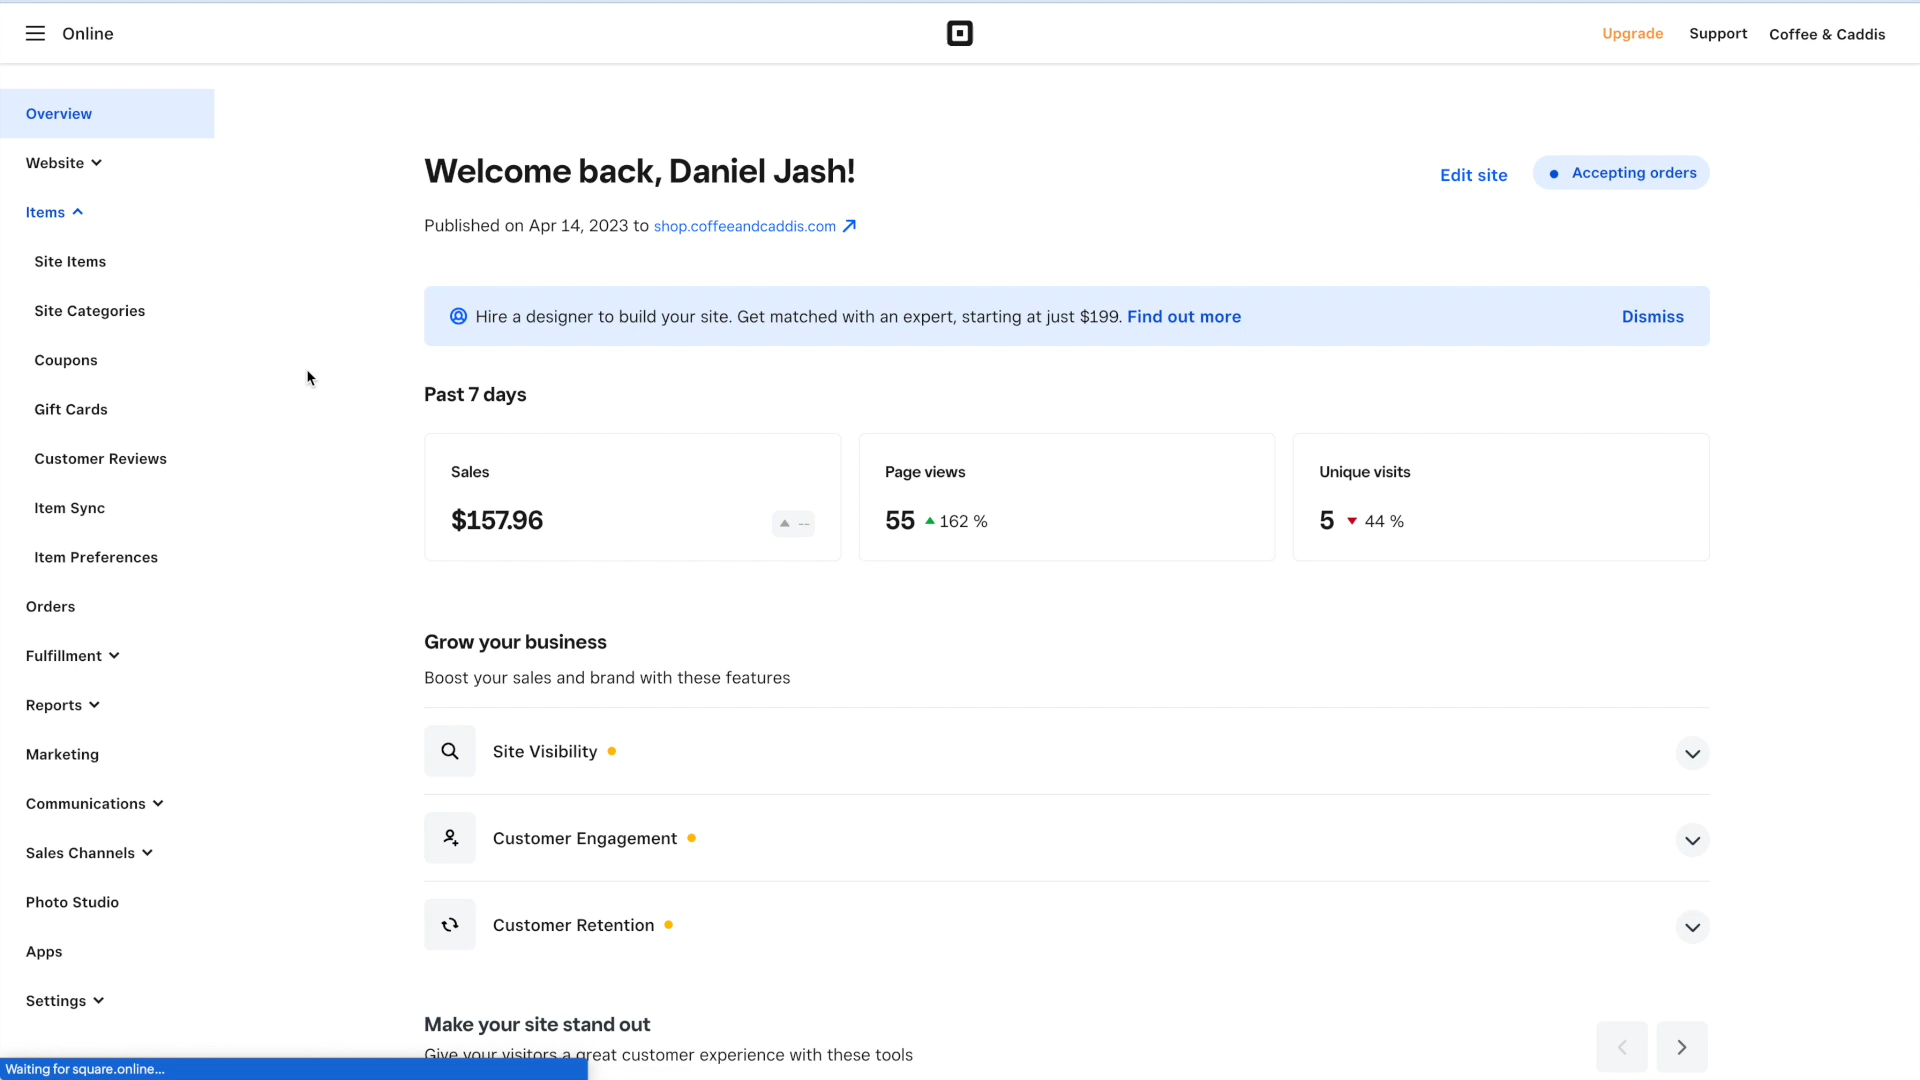 Online
Upgrade
Support
Coffee & Caddis
Overview
Website
Items
Site Items
Site Categories
Coupons
Gift Cards
Customer Reviews
Item Sync
Item Preferences
Orders
Fulfillment
Reports
Marketing
Communications
Sales Channels
Photo Studio
Apps
Settings
Welcome back, Daniel Jash!
Edit site
Accepting orders
Published on Apr 14, 2023 to shop.coffeeandcaddis.com
Hire a designer to build your site. Get matched with an expert, starting at just $199. Find out more
Dismiss
Past 7 days
Sales
$157.96
--
Page views
55 162 %
Unique visits
5 44 %
Grow your business
Boost your sales and brand with these features
Site Visibility
Customer Engagement
Customer Retention
Make your site stand out
Give your visitors a great customer experience with these tools
Waiting for square.online...